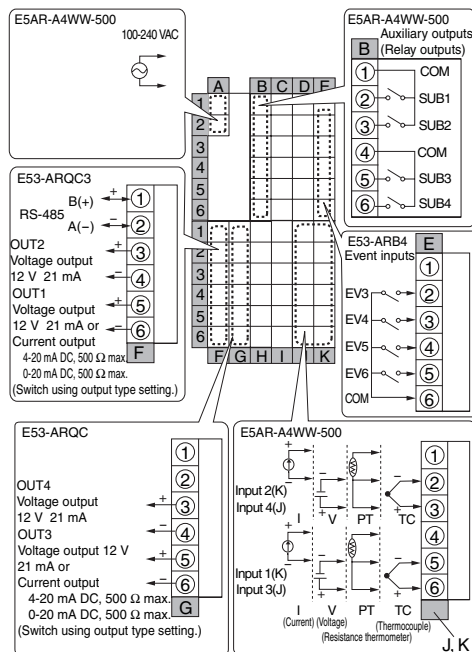 E5AR-A4WW-500
100-240 VAC
E5AR-A4WW-500
Auxiliary outputs
(Relay outputs)
B
1 COM
2 SUB1
3 SUB2
4 COM
5 SUB3
6 SUB4
A B C D E
1
2
3
4
5
6
1
2
3
4
5
6
F G H I J K
E53-ARQC3
RS-485
B(+) + 1
A(−) − 2
OUT2
Voltage output
12 V 21 mA
+ 3
− 4
OUT1
Voltage output
12 V 21 mA or
Current output
+ 5
− 6
F
4-20 mA DC, 500 Ω max.
0-20 mA DC, 500 Ω max.
(Switch using output type setting.)
E53-ARB4
Event inputs
E
1
EV3 2
EV4 3
EV5 4
EV6 5
COM 6
E53-ARQC
1
2
OUT4
Voltage output
12 V 21 mA
+ 3
− 4
OUT3
Voltage output 12 V
21 mA or
Current output
+ 5
− 6
G
4-20 mA DC, 500 Ω max.
0-20 mA DC, 500 Ω max.
(Switch using output type setting.)
E5AR-A4WW-500
1
2
3
4
5
6
+ − + − +
Input 2(K)
Input 4(J)
I V PT TC
+ − + − +
Input 1(K)
Input 3(J)
I V PT TC
(Current) (Voltage) (Thermocouple)
(Resistance thermometer)
J, K